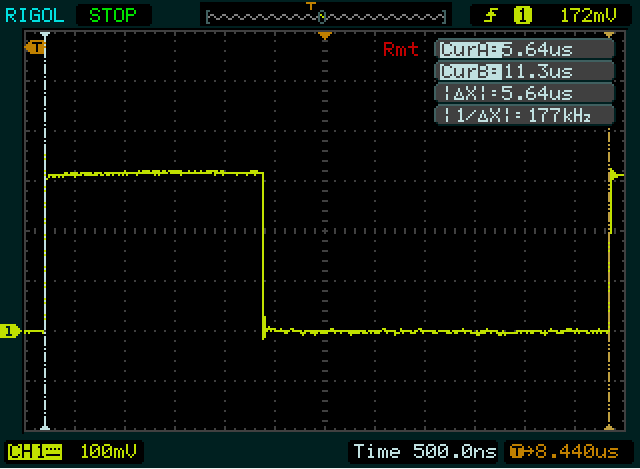 RIGOL STOP T 1 172mV
T Rmt CurA:5.64us
CurB:11.3us
|ΔX|:5.64us
|1/ΔX|: 177kHz
1
CH1 100mV Time 500.0ns T→8.440us